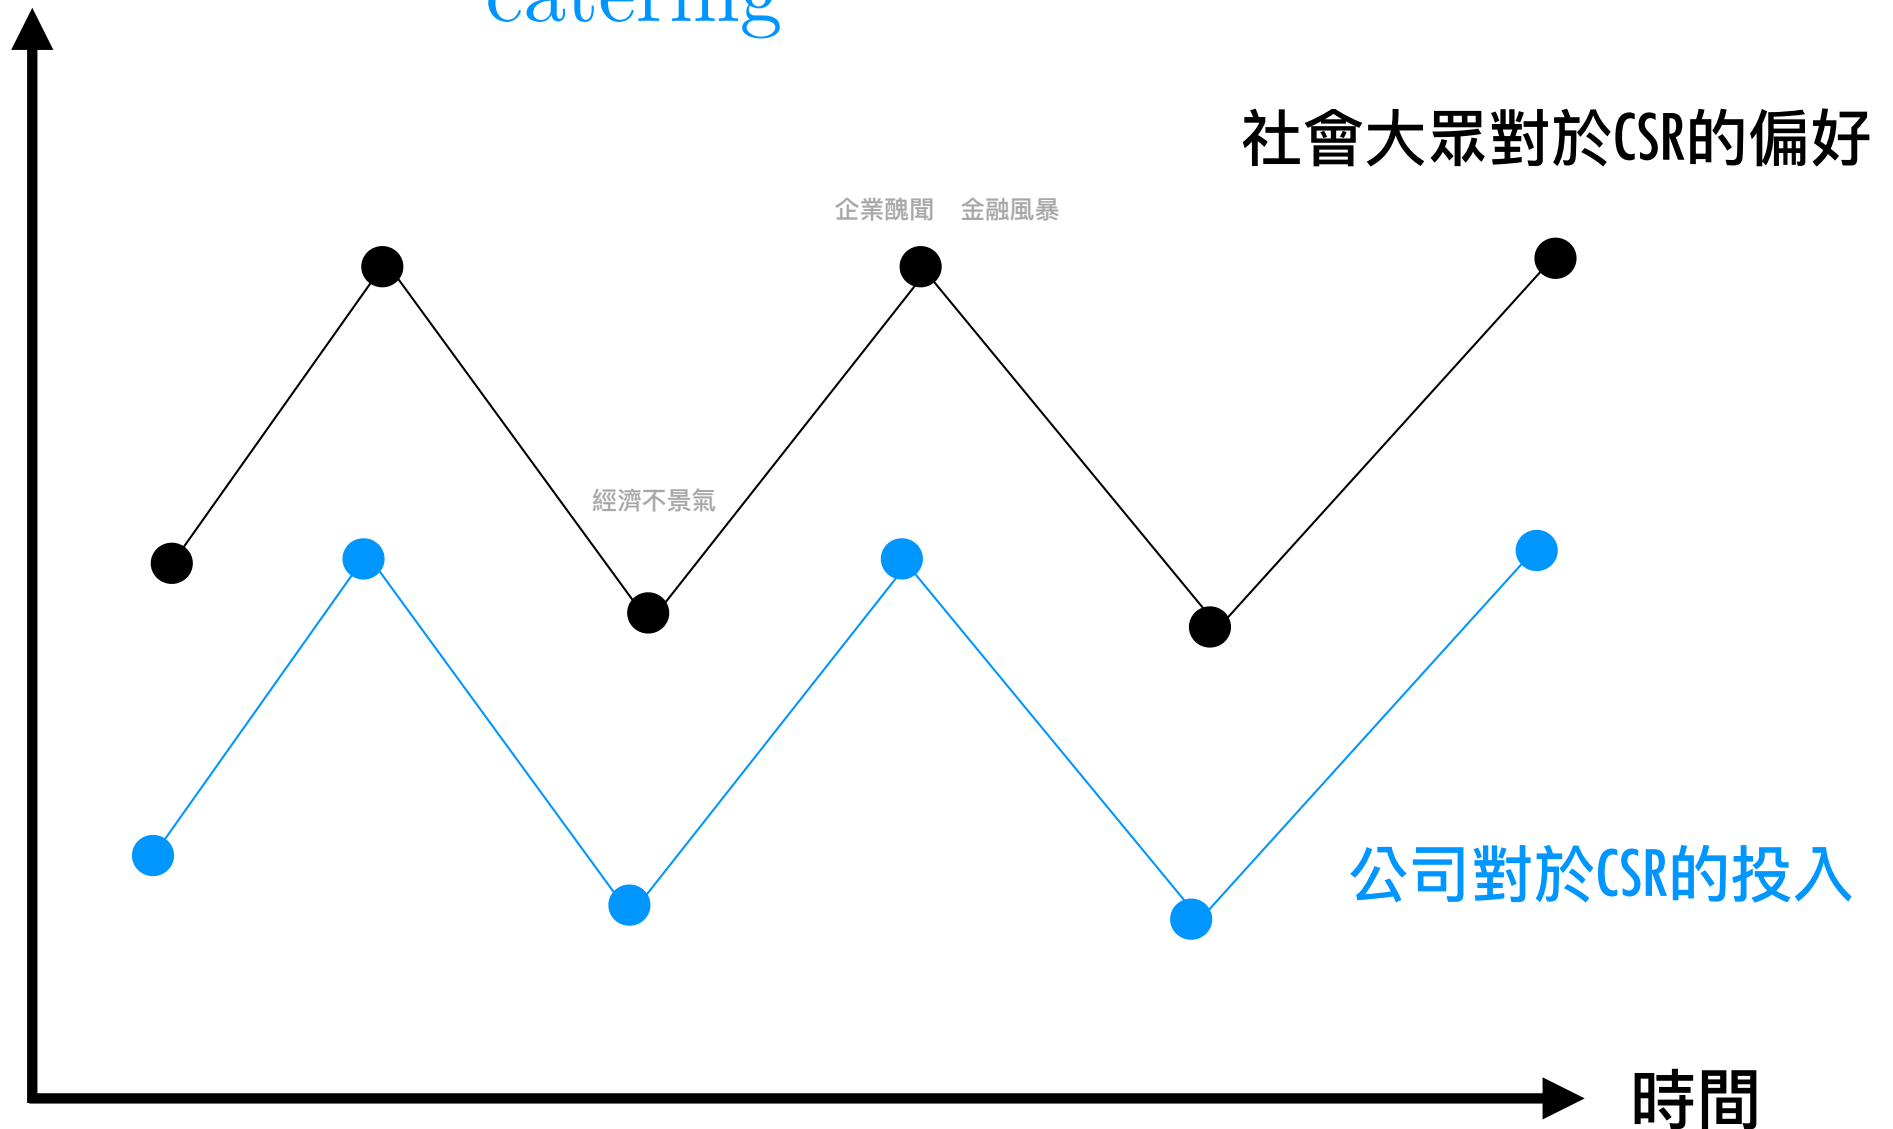 catering
社會大眾對於CSR的偏好
企業醜聞 金融風暴
經濟不景氣
公司對於CSR的投入
時間